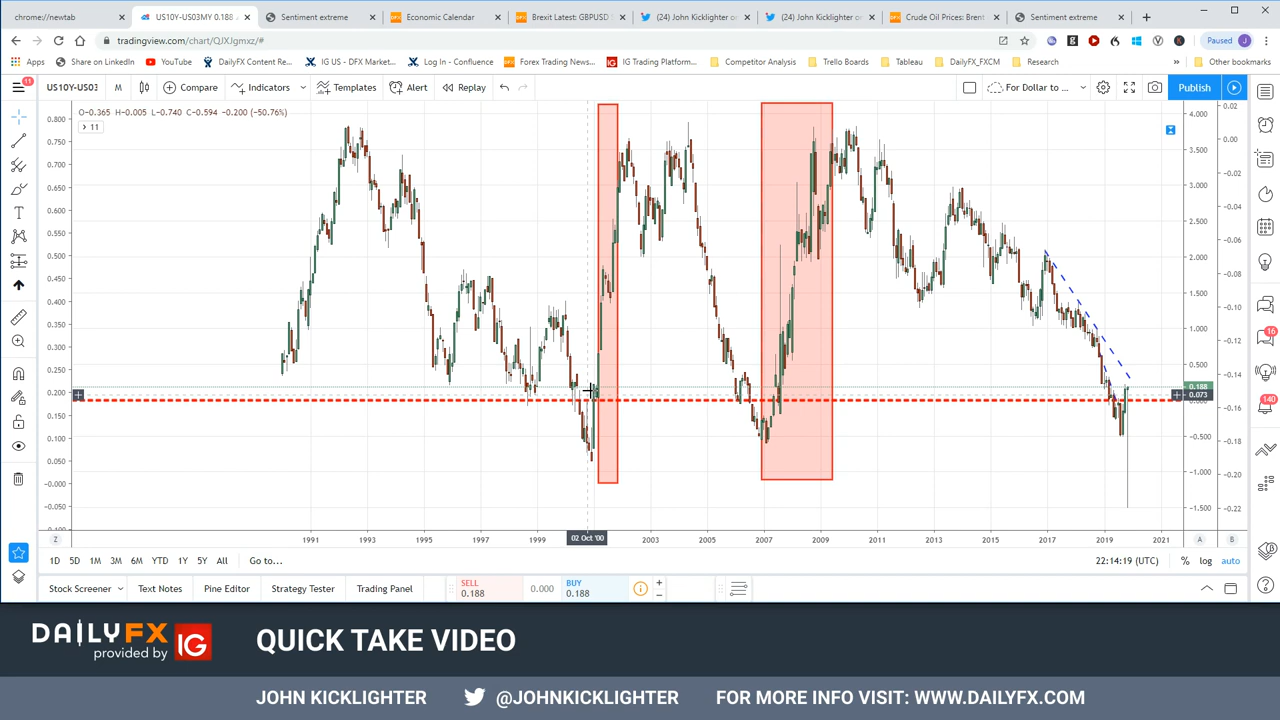 chrome://newtab
US10Y-US03MY 0.188
Sentiment extreme
Economic Calendar
Brexit Latest: GBPUSD
(24) John Kicklighter
(24) John Kicklighter on
Crude Oil Prices: Brent
Sentiment extreme
tradingview.com/chart/QJXJgmxz/#
Paused
J
Apps
Share on LinkedIn
YouTube
DailyFX Content Re...
IG US - DFX Market...
Log In - Confluence
Forex Trading New...
IG Trading Platform...
Competitor Analysis
Trello Boards
DailyFX_FXCM
Tableau
Research
Other bookmarks
11
US10Y-US03
M
Compare
Indicators
Templates
Alert
Replay
For Dollar to ...
Publish
O−0.365 H−0.005 L−0.740 C−0.594 −0.200 (−50.76%)
11
0.800
0.750
0.700
0.650
0.600
0.550
0.500
0.450
0.400
0.350
0.300
0.250
0.200
0.150
0.100
0.050
-0.000
-0.050
-0.100
4.000
3.500
3.000
2.500
2.000
1.500
1.000
0.500
0.188
0.073
-0.500
-1.000
-1.500
0.02
0.00
-0.02
-0.04
-0.06
-0.08
-0.10
-0.12
-0.14
-0.16
-0.18
-0.20
-0.22
16
140
Z
1991
1993
1995
1997
1999
02 Oct '00
2003
2005
2007
2009
2011
2013
2015
2017
2019
2021
A
B
1D
5D
1M
3M
6M
YTD
1Y
5Y
All
Go to...
22:14:19 (UTC)
%
log
auto
Stock Screener
Text Notes
Pine Editor
Strategy Tester
Trading Panel
SELL
0.188
0.000
BUY
0.188
DAILYFX
provided by IG
QUICK TAKE VIDEO
JOHN KICKLIGHTER
@JOHNKICKLIGHTER
FOR MORE INFO VISIT: WWW.DAILYFX.COM